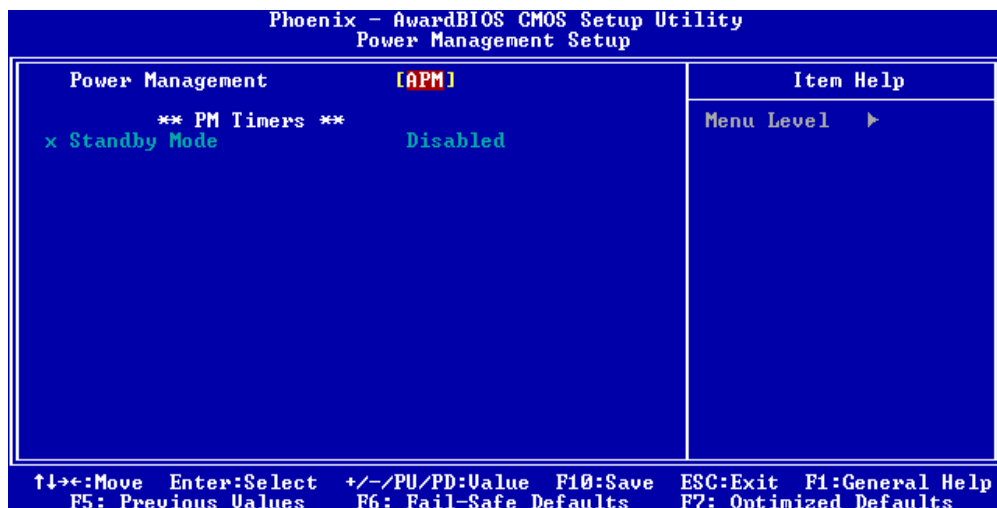 Phoenix - AwardBIOS CMOS Setup Utility
Power Management Setup
Power Management [APM]
** PM Timers **
x Standby Mode Disabled
Item Help
Menu Level ▶
↑↓→←:Move Enter:Select +/-/PU/PD:Value F10:Save ESC:Exit F1:General Help
F5: Previous Values F6: Fail-Safe Defaults F7: Optimized Defaults